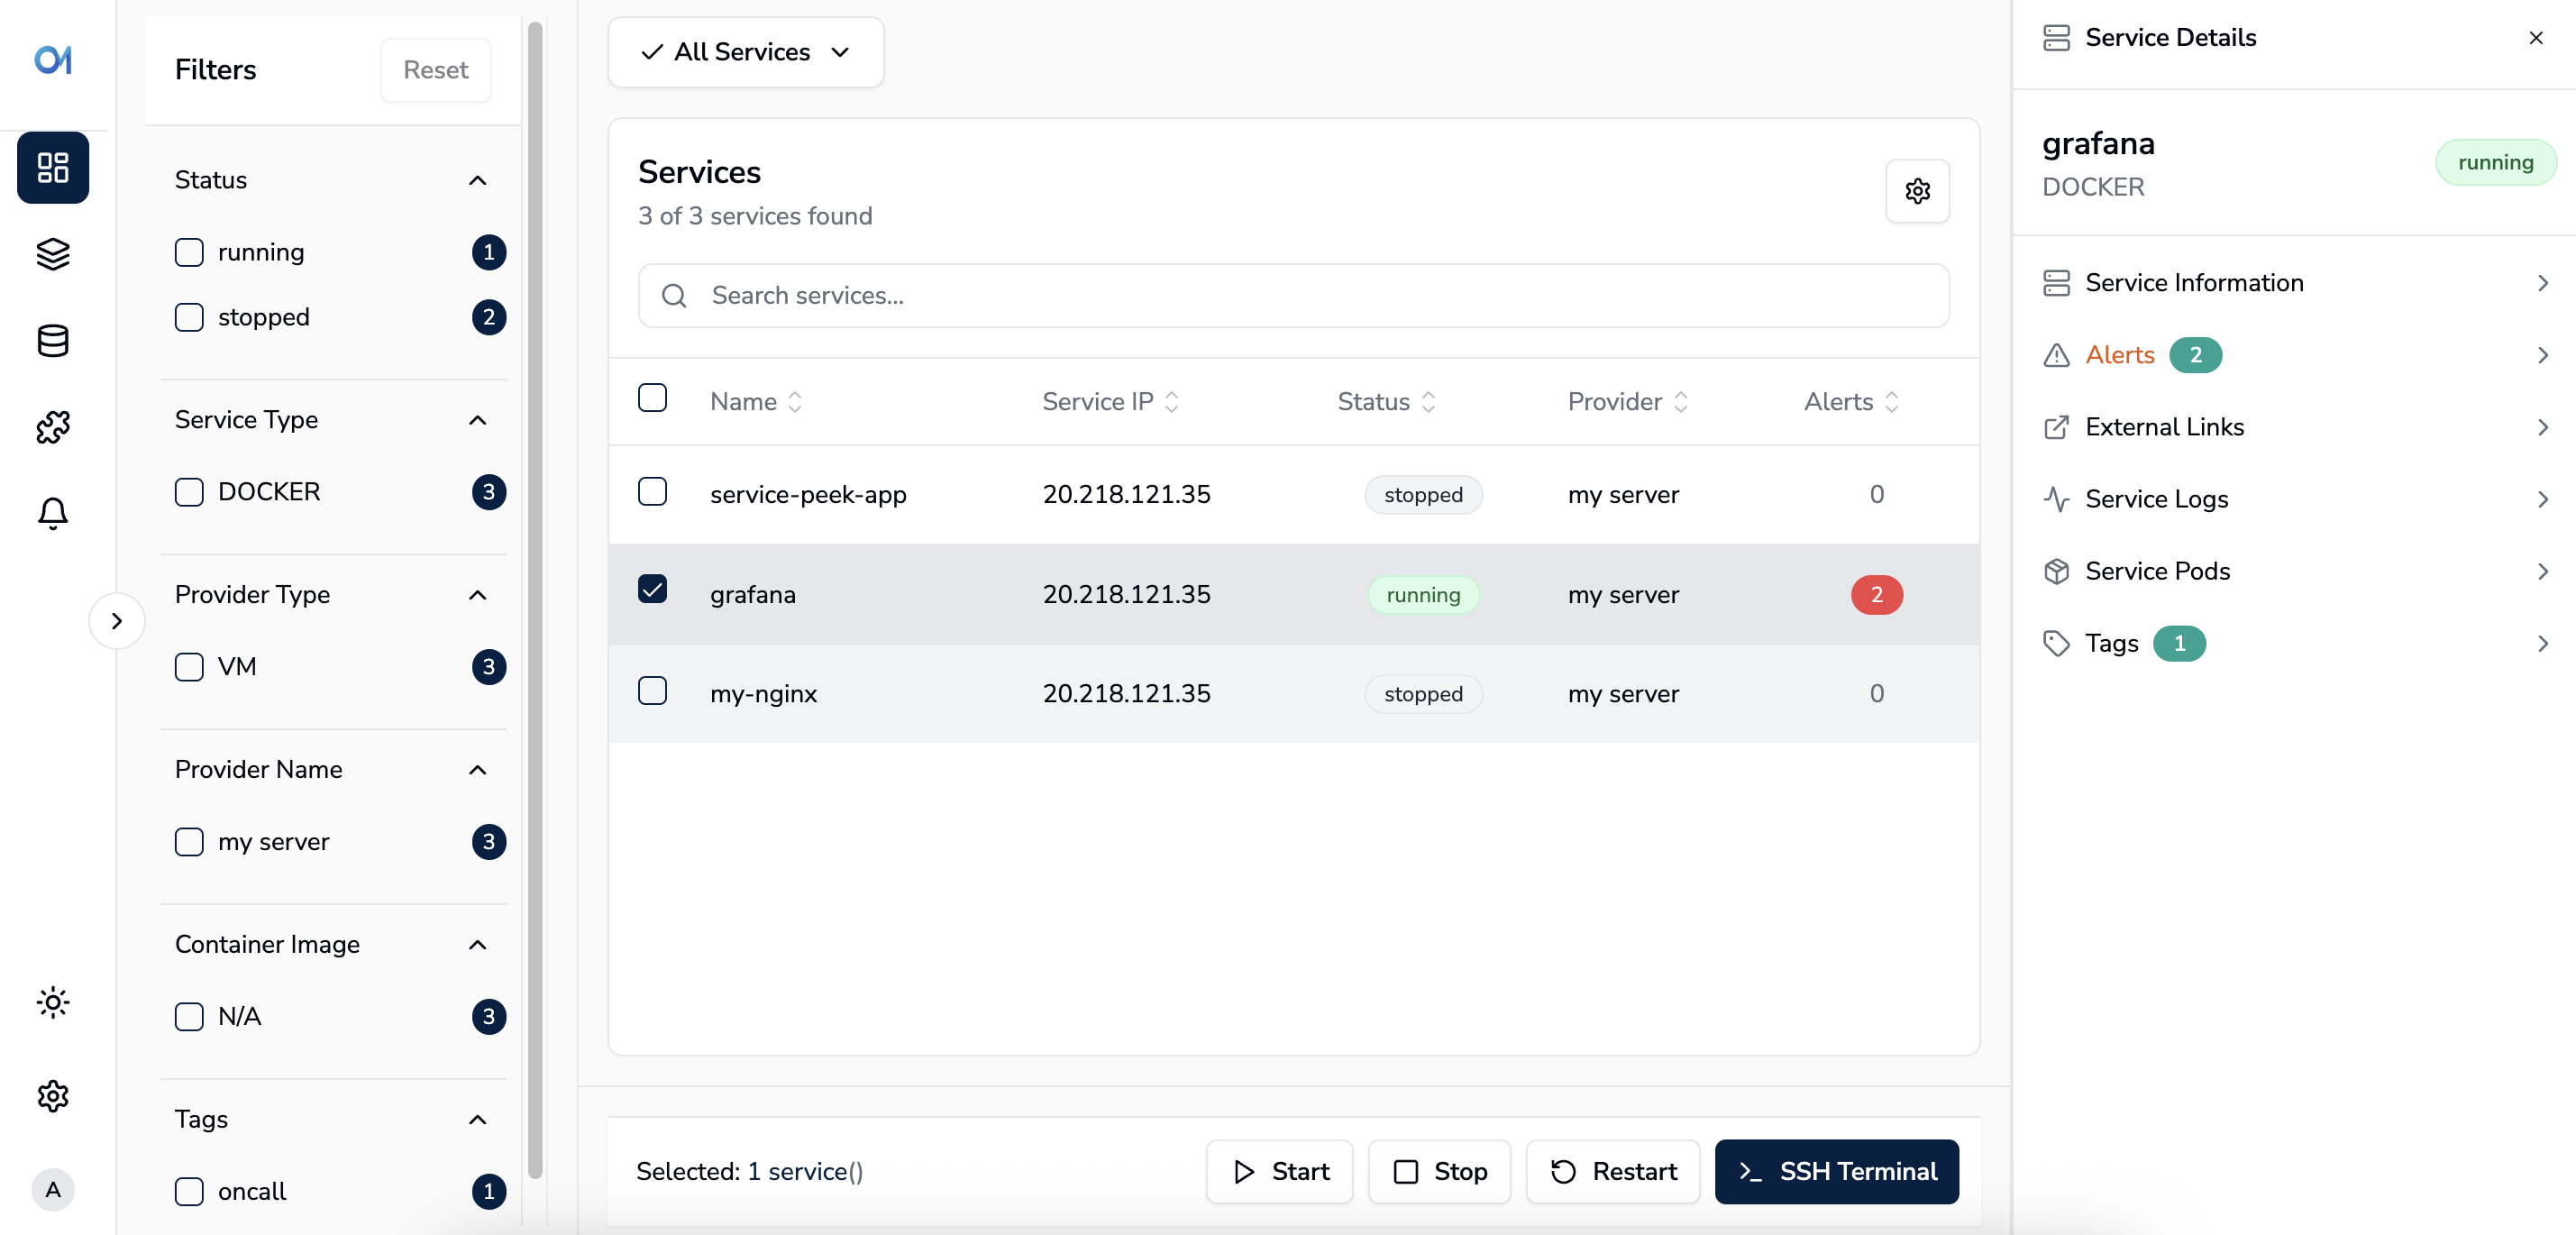 Filters
Reset
Status
running 1
stopped 2
Service Type
DOCKER 3
Provider Type
VM 3
Provider Name
my server 3
Container Image
N/A 3
Tags
oncall 1
A
All Services
Services
3 of 3 services found
Search services...
Name Service IP Status Provider Alerts
service-peek-app 20.218.121.35 stopped my server 0
grafana 20.218.121.35 running my server 2
my-nginx 20.218.121.35 stopped my server 0
Selected: 1 service()
Start Stop Restart SSH Terminal
Service Details
grafana
DOCKER
running
Service Information
Alerts 2
External Links
Service Logs
Service Pods
Tags 1